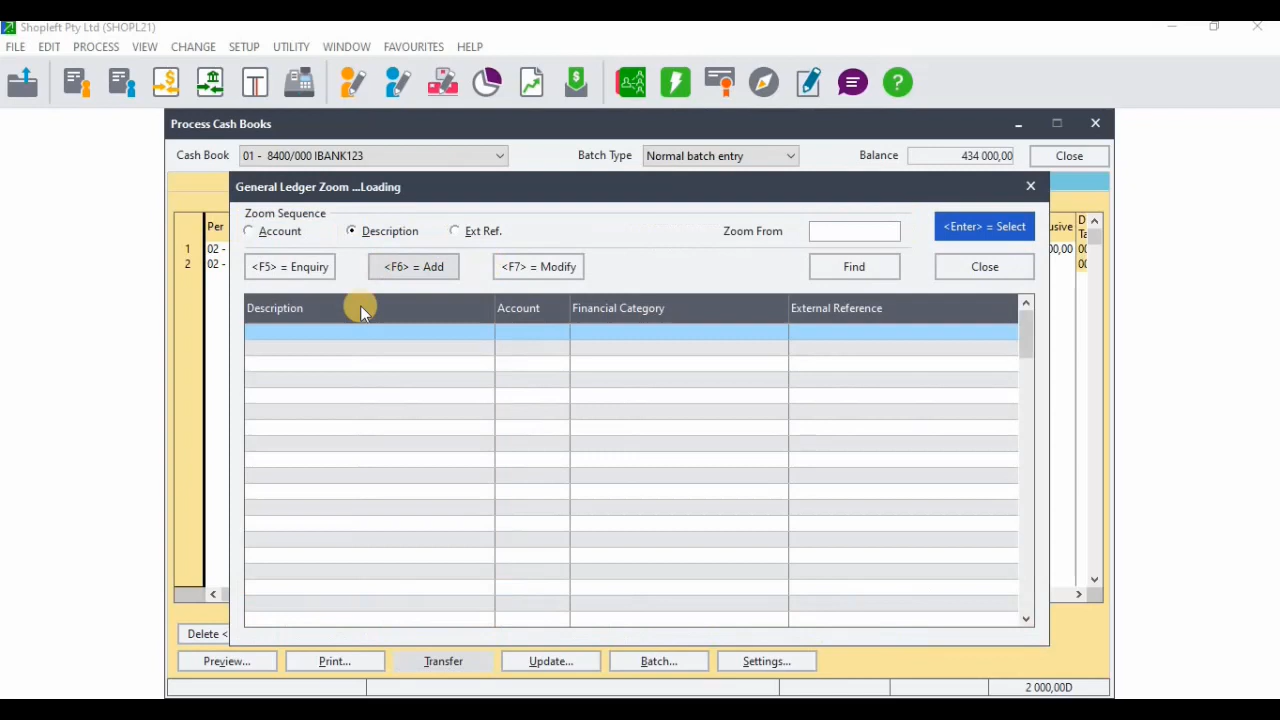 Shopleft Pty Ltd (SHOPL21)
FILE EDIT PROCESS VIEW CHANGE SETUP UTILITY WINDOW FAVOURITES HELP
Process Cash Books
Cash Book 01 - 8400/000 IBANK123 Batch Type Normal batch entry Balance 434 000,00 Close
General Ledger Zoom ...Loading
Zoom Sequence
Account Description Ext Ref. Zoom From <Enter> = Select
<F5> = Enquiry <F6> = Add <F7> = Modify Find Close
Per
1 02 -
2 02 -
Description Account Financial Category External Reference
Delete <
Preview... Print... Transfer Update... Batch... Settings...
2 000,00D